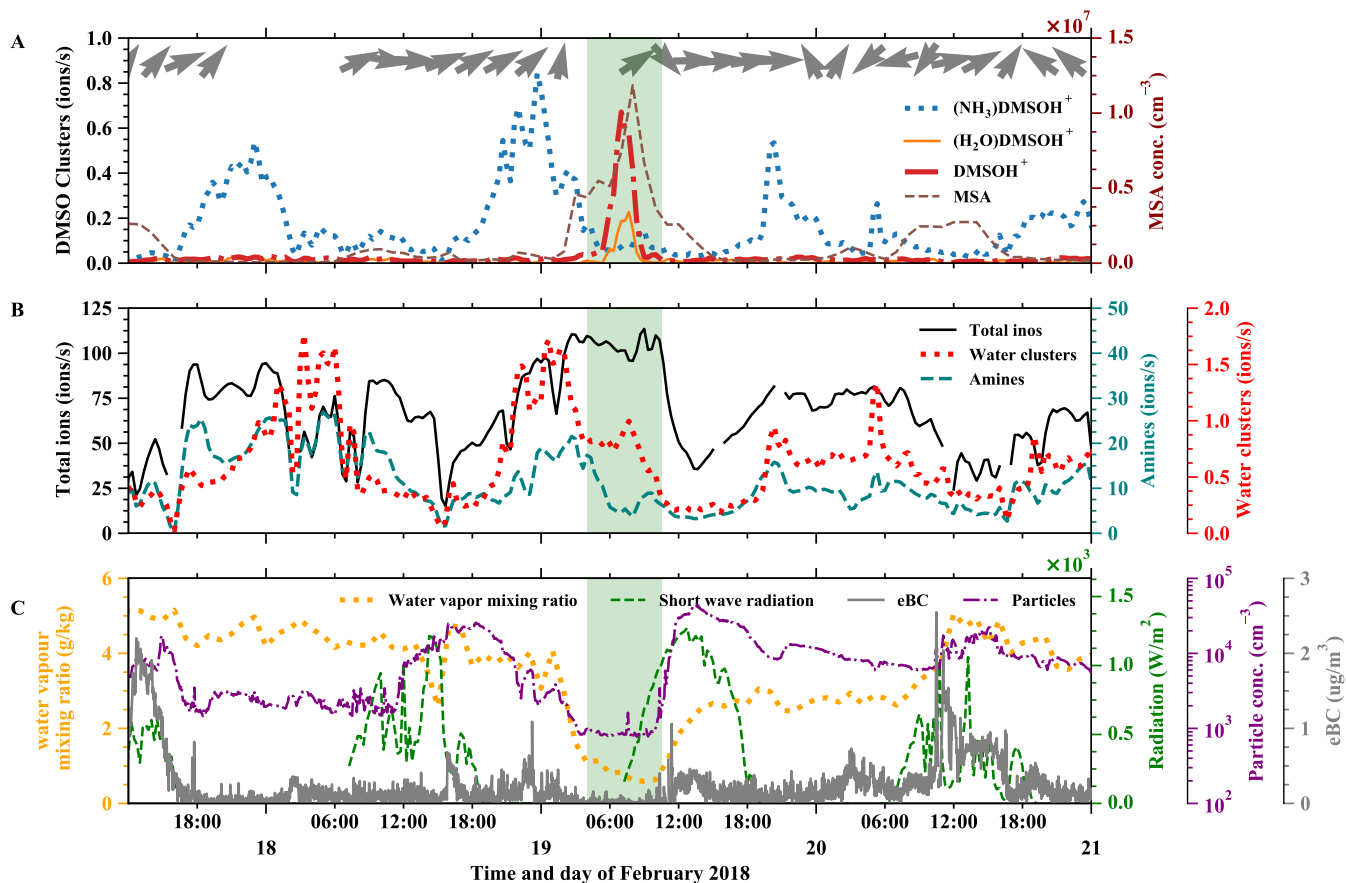 A
×10⁷
1.0
0.8
0.6
0.4
0.2
0.0
DMSO Clusters (ions/s)
(NH₃)DMSOH⁺
(H₂O)DMSOH⁺
DMSOH⁺
MSA
1.5
1.0
0.5
0.0
MSA conc. (cm⁻³)
B
125
100
75
50
25
0
Total ions (ions/s)
Total inos
Water clusters
Amines
50
40
30
20
10
0
Amines (ions/s)
2.0
1.5
1.0
0.5
0.0
Water clusters (ions/s)
C
×10³
6
4
2
0
water vapour
mixing ratio (g/kg)
Water vapor mixing ratio
Short wave radiation
eBC
Particles
1.5
1.0
0.5
0.0
Radiation (W/m²)
10⁵
10⁴
10³
10²
Particle conc. (cm⁻³)
3
2
1
0
eBC (ug/m³)
18:00 06:00 12:00 18:00 06:00 12:00 18:00 06:00 12:00 18:00
18 19 20 21
Time and day of February 2018